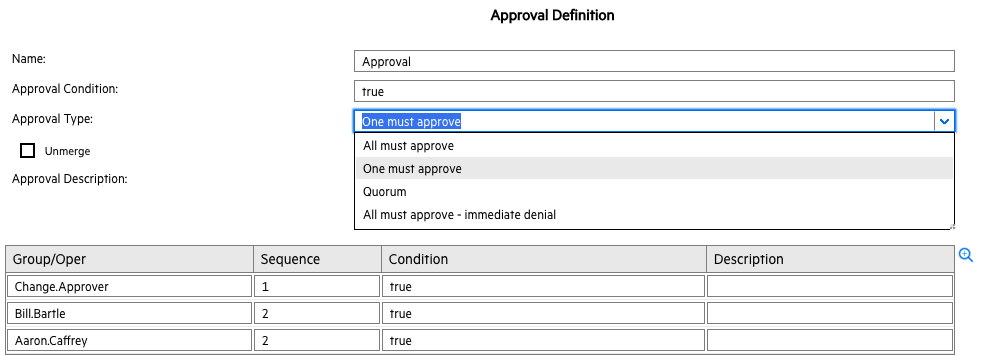 Approval Definition
Name: Approval
Approval Condition: true
Approval Type: One must approve
All must approve
Unmerge
One must approve
Approval Description:
Quorum
All must approve - immediate denial
Group/Oper Sequence Condition Description
Change.Approver 1 true
Bill.Bartle 2 true
Aaron.Caffrey 2 true